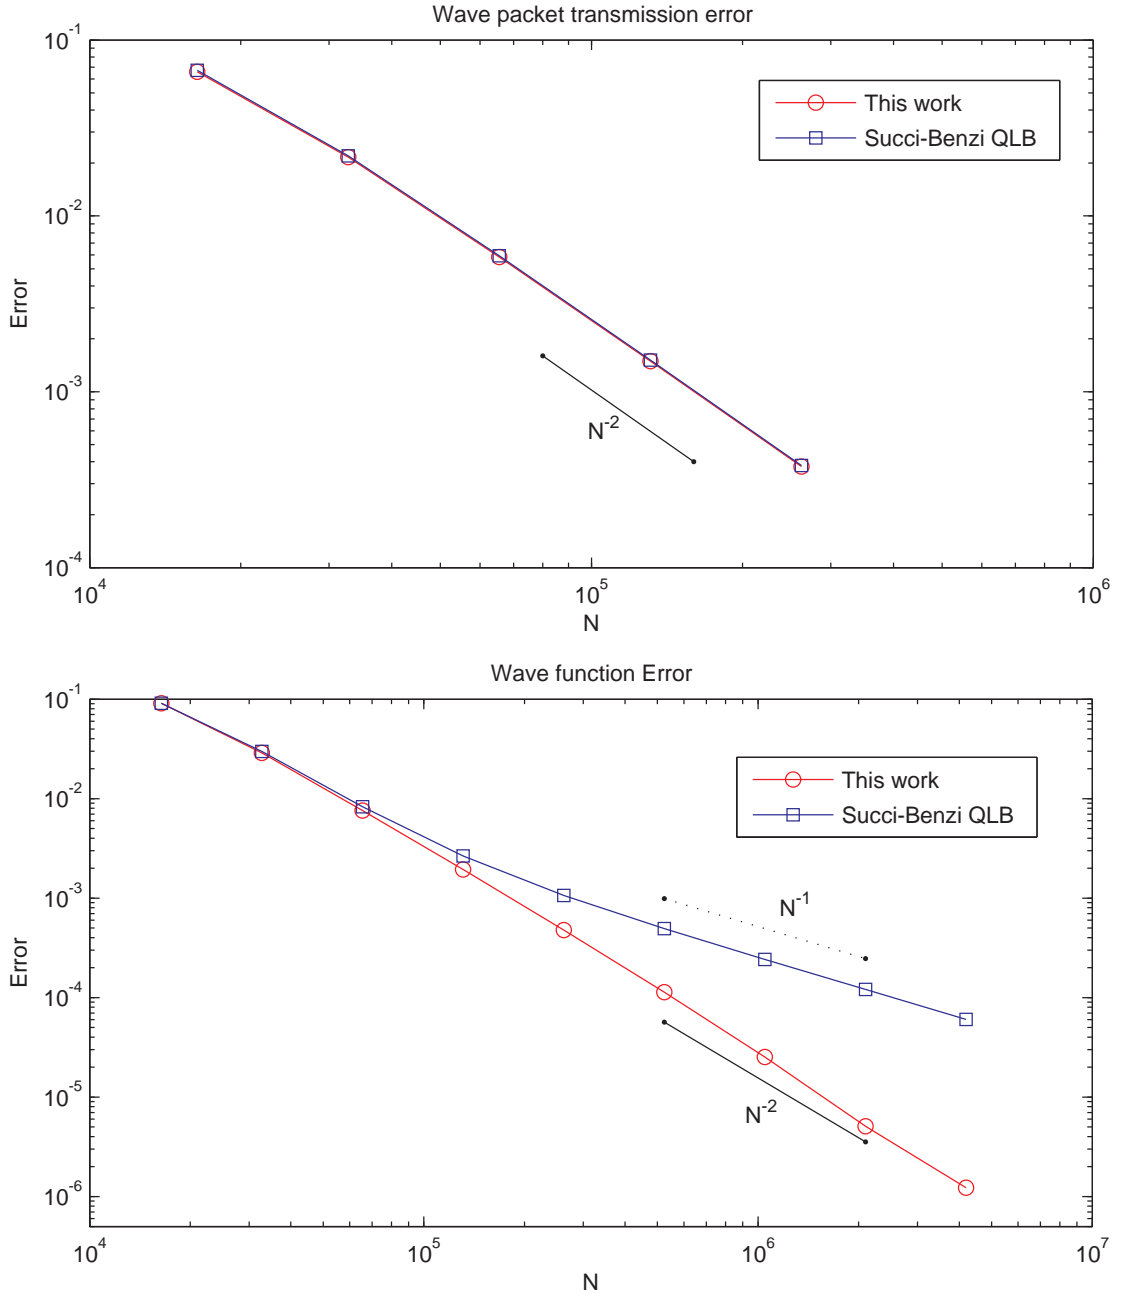 Wave packet transmission error
10^-1
10^-2
10^-3
10^-4
Error
This work
Succi-Benzi QLB
N^-2
10^4
10^5
10^6
N
Wave function Error
10^-1
10^-2
10^-3
10^-4
10^-5
10^-6
Error
This work
Succi-Benzi QLB
N^-1
N^-2
10^4
10^5
10^6
10^7
N